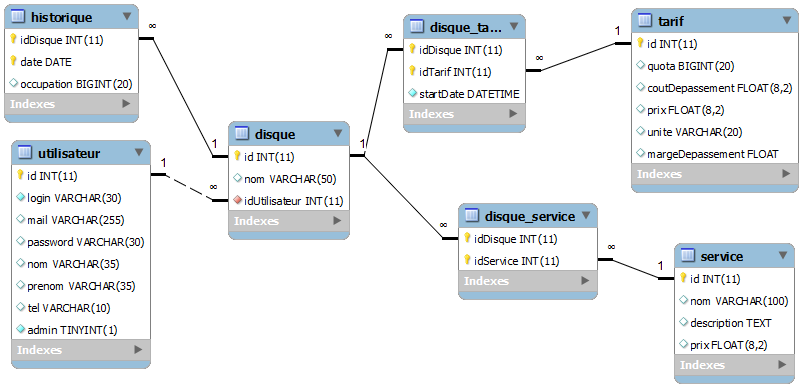 historique
idDisque INT(11)
date DATE
occupation BIGINT(20)
Indexes
utilisateur
id INT(11)
login VARCHAR(30)
mail VARCHAR(255)
password VARCHAR(30)
nom VARCHAR(35)
prenom VARCHAR(35)
tel VARCHAR(10)
admin TINYINT(1)
Indexes
∞
1
1
∞
disque
id INT(11)
nom VARCHAR(50)
idUtilisateur INT(11)
Indexes
1
∞
∞
disque_ta...
idDisque INT(11)
idTarif INT(11)
startDate DATETIME
Indexes
∞
1
tarif
id INT(11)
quota BIGINT(20)
coutDepassement FLOAT(8,2)
prix FLOAT(8,2)
unite VARCHAR(20)
margeDepassement FLOAT
Indexes
disque_service
idDisque INT(11)
idService INT(11)
Indexes
∞
1
service
id INT(11)
nom VARCHAR(100)
description TEXT
prix FLOAT(8,2)
Indexes